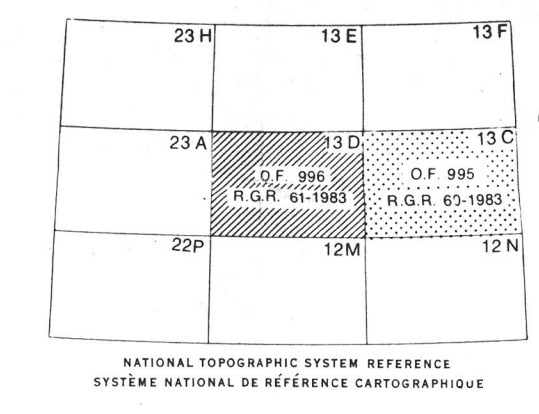 23 H 13 E 13 F
23 A 13 D 13 C
O.F. 996 O.F. 995
R.G.R. 61-1983 R.G.R. 60-1983
22P 12M 12 N
NATIONAL TOPOGRAPHIC SYSTEM REFERENCE
SYSTÈME NATIONAL DE RÉFÉRENCE CARTOGRAPHIQUE